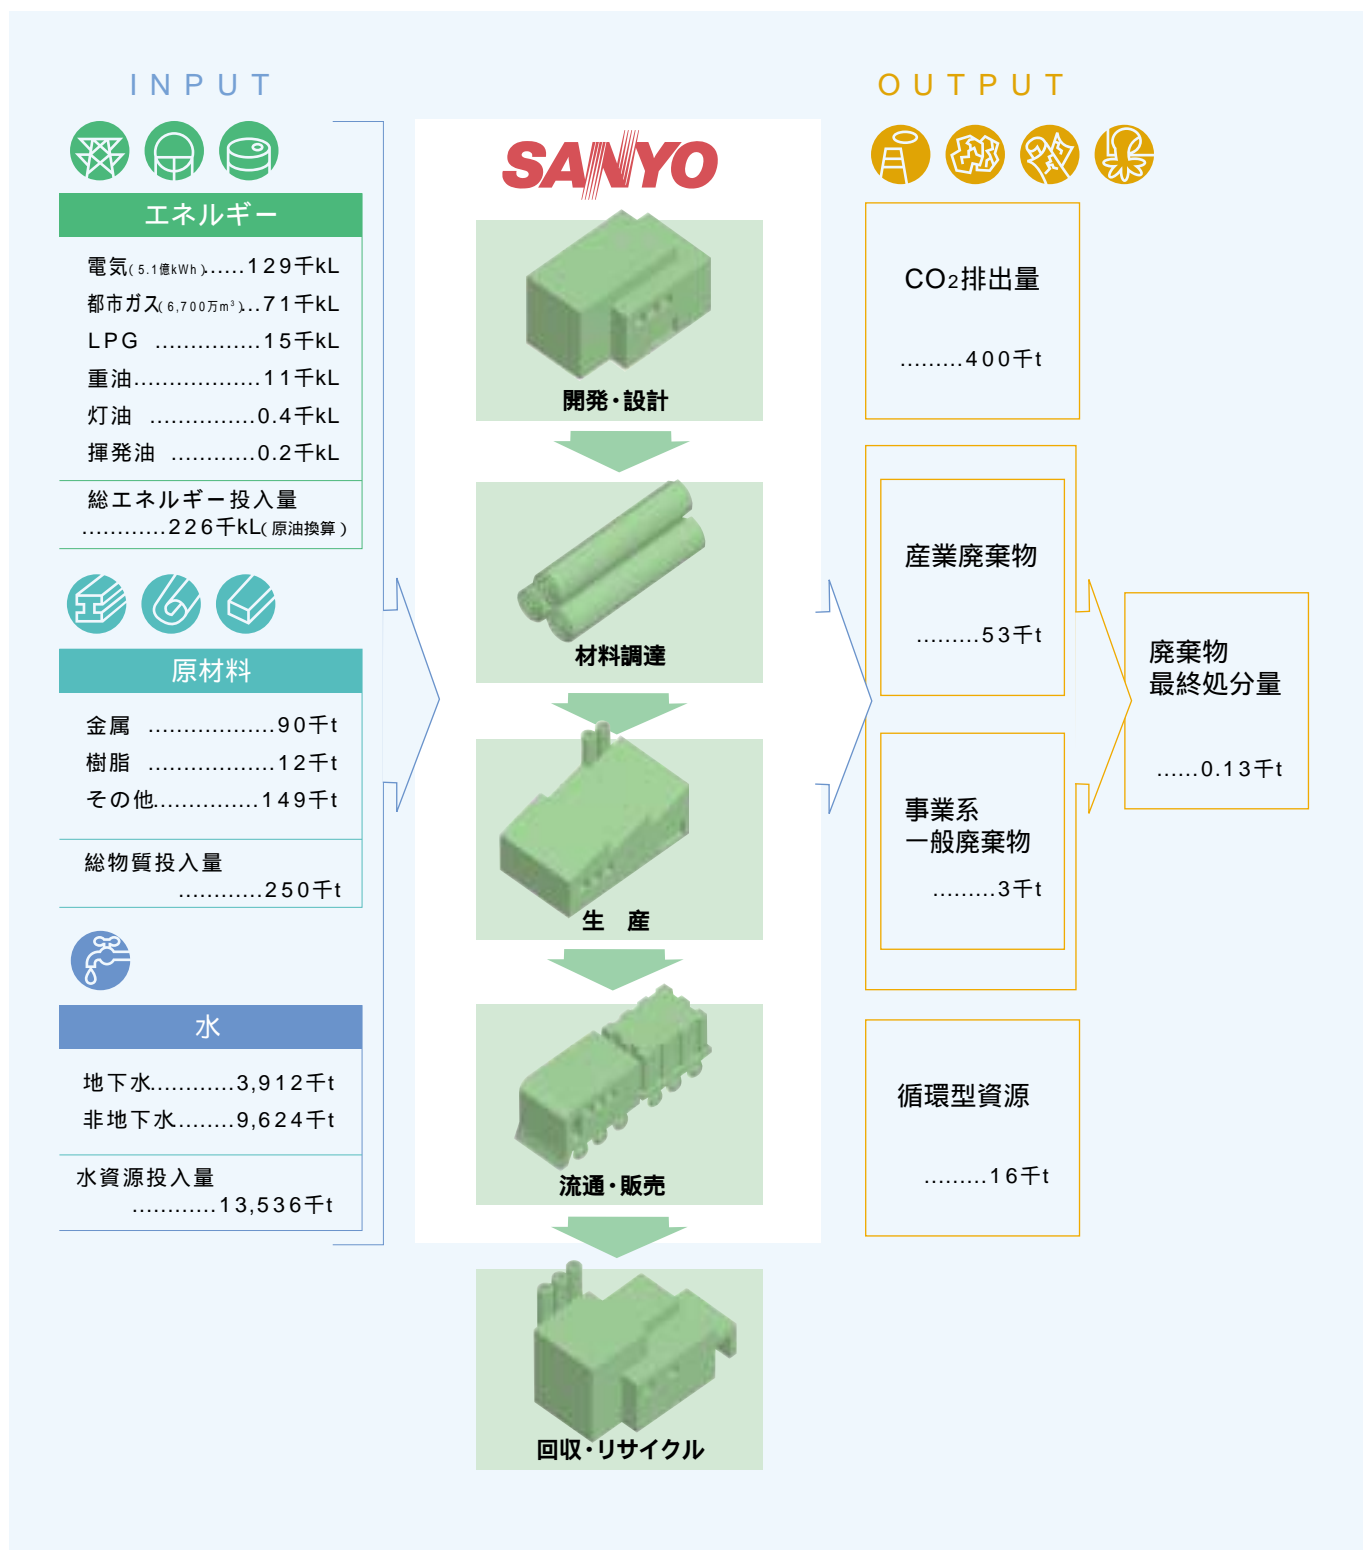 INPUT
エネルギー
電気(5.1億kWh)......129千kL
都市ガス(6,700万m³)...71千kL
LPG ...............15千kL
重油..................11千kL
灯油 ...............0.4千kL
揮発油 ............0.2千kL
総エネルギー投入量
............226千kL(原油換算)
原材料
金属 ..................90千t
樹脂 ..................12千t
その他...............149千t
総物質投入量
............250千t
水
地下水............3,912千t
非地下水........9,624千t
水資源投入量
............13,536千t
SANYO
開発・設計
材料調達
生 産
流通・販売
回収・リサイクル
OUTPUT
CO2排出量
.........400千t
産業廃棄物
.........53千t
事業系
一般廃棄物
.........3千t
循環型資源
.........16千t
廃棄物
最終処分量
......0.13千t